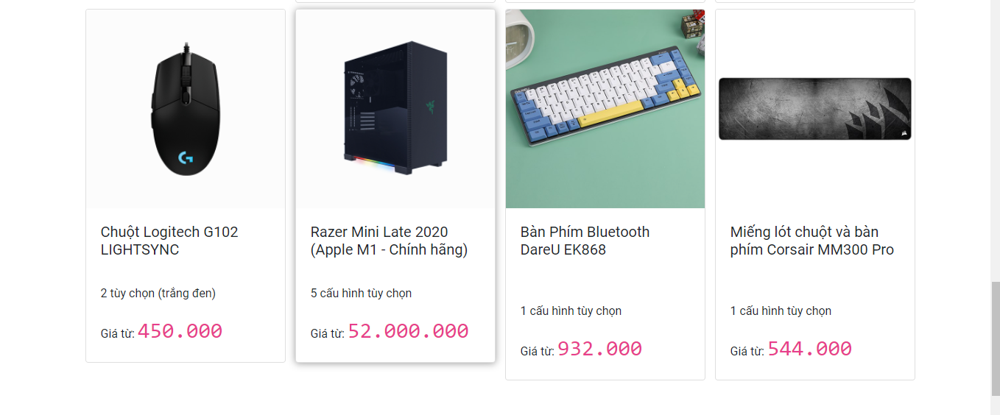 Chuột Logitech G102
LIGHTSYNC
2 tùy chọn (trắng đen)
Giá từ: 450.000
Razer Mini Late 2020
(Apple M1 - Chính hãng)
5 cấu hình tùy chọn
Giá từ: 52.000.000
Bàn Phím Bluetooth
DareU EK868
1 cấu hình tùy chọn
Giá từ: 932.000
Miếng lót chuột và bàn
phím Corsair MM300 Pro
1 cấu hình tùy chọn
Giá từ: 544.000